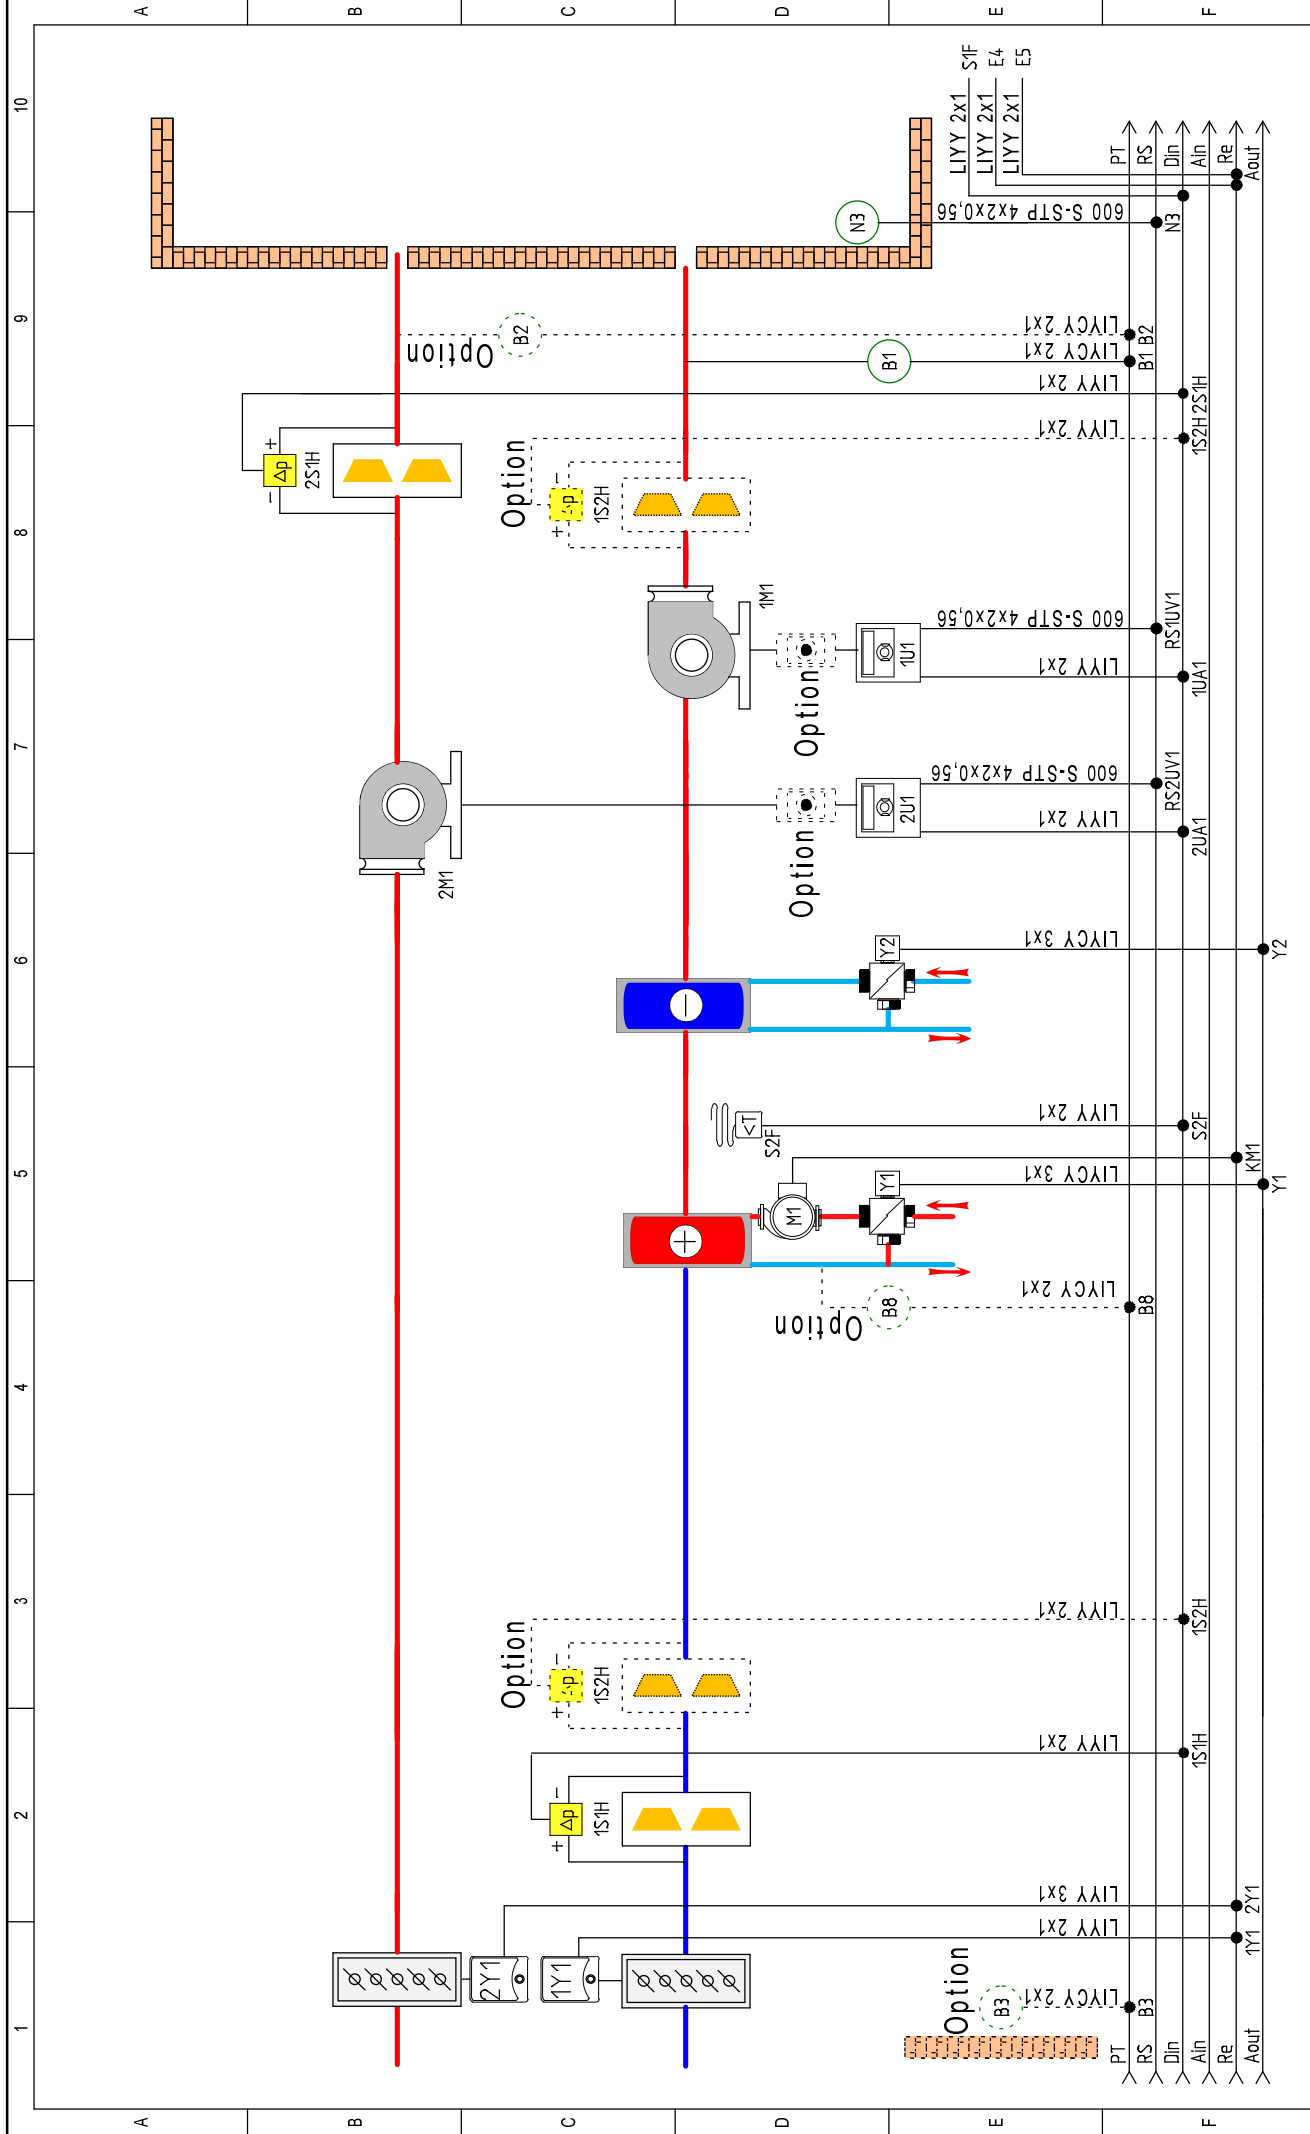 A
B
C
D
E
F
10
9
8
7
6
5
4
3
2
1
S1F
E4
E5
LIYY 2x1
LIYY 2x1
LIYY 2x1
PT
RS
Din
Ain
Re
Aout
N3
600 S-STP 4x2x0,56
N3
B2
Option
LIYCY 2x1
B2
B1
LIYCY 2x1
B1
LIYY 2x1
2S1H
+
Δp
-
2S1H
LIYY 2x1
1S2H
Option
-
p
+
1S2H
1M1
Option
1U1
600 S-STP 4x2x0,56
RS1UV1
LIYY 2x1
1UA1
2M1
Option
2U1
600 S-STP 4x2x0,56
RS2UV1
LIYY 2x1
2UA1
Y2
LIYCY 3x1
Y2
<T
S2F
LIYY 2x1
S2F
M1
KM1
Y1
LIYCY 3x1
Y1
Option
B8
LIYCY 2x1
B8
Option
-
p
+
1S2H
LIYY 2x1
1S2H
-
Δp
+
1S1H
LIYY 2x1
1S1H
2Y1
LIYY 3x1
2Y1
1Y1
LIYY 2x1
1Y1
Option
B3
LIYCY 2x1
B3
PT
RS
Din
Ain
Re
Aout
A
B
C
D
E
F